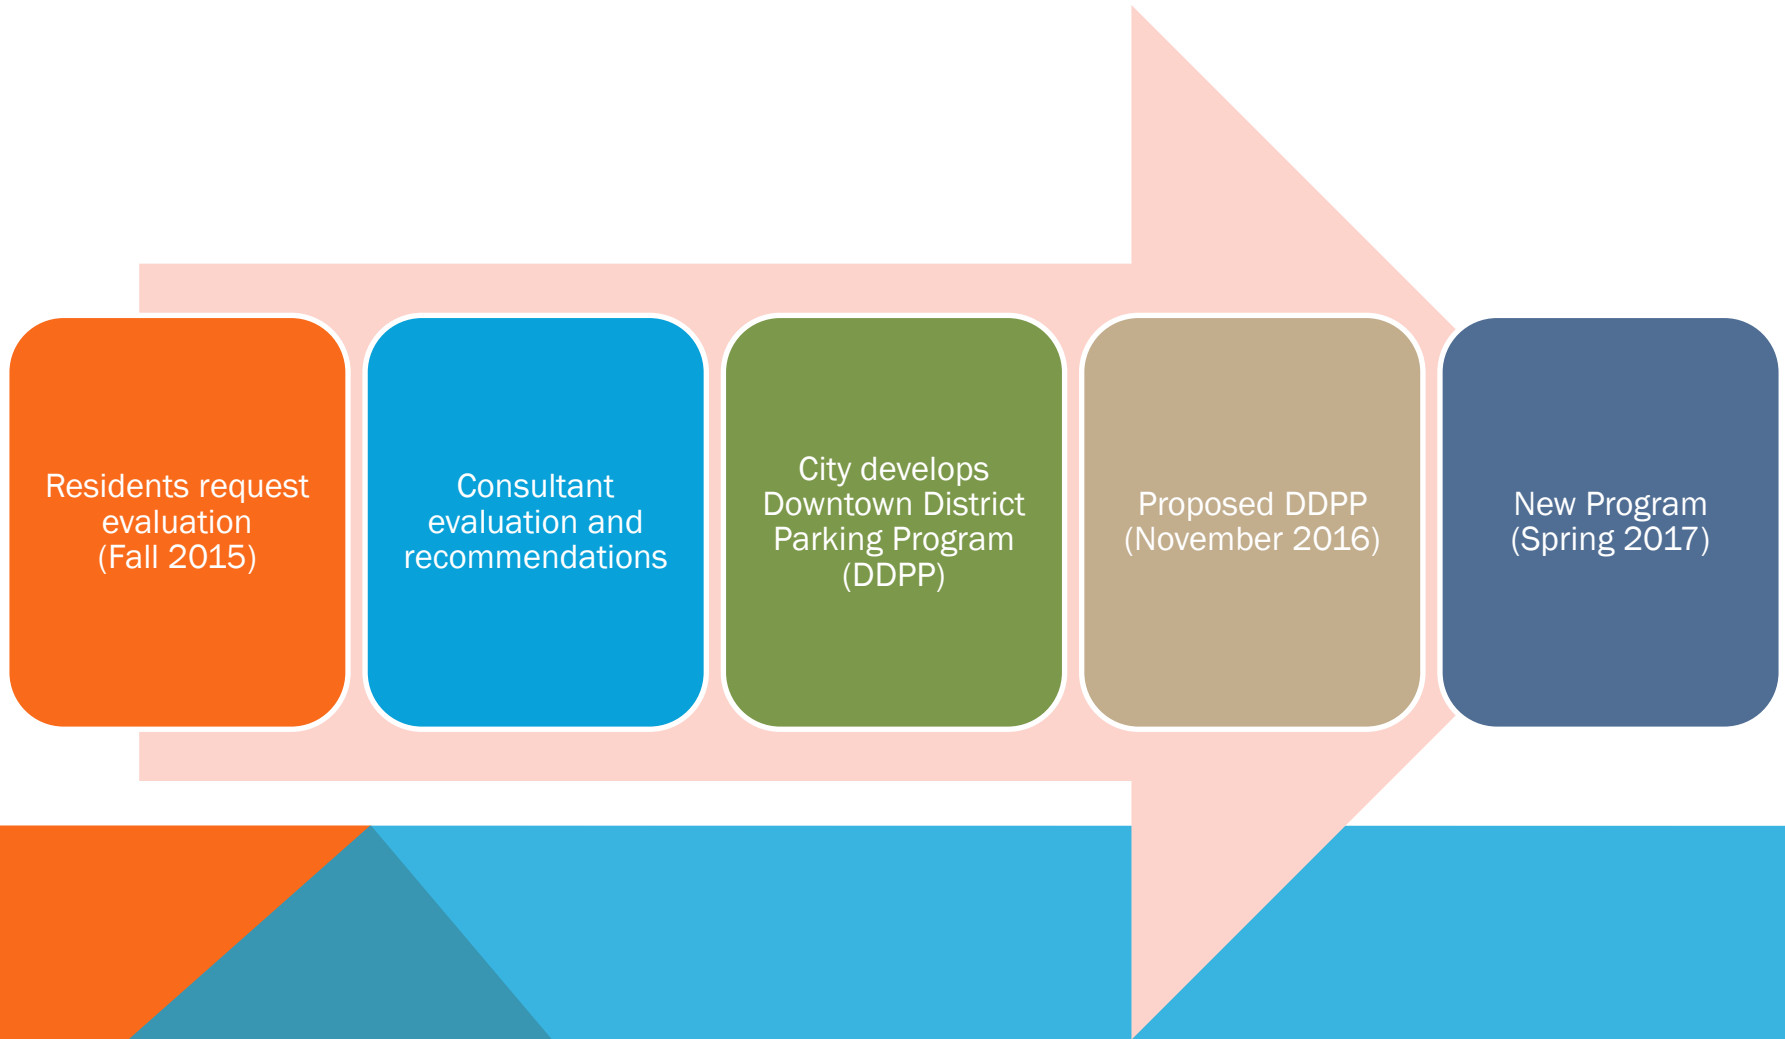 Residents request
evaluation
(Fall 2015)
Consultant
evaluation and
recommendations
City develops
Downtown District
Parking Program
(DDPP)
Proposed DDPP
(November 2016)
New Program
(Spring 2017)